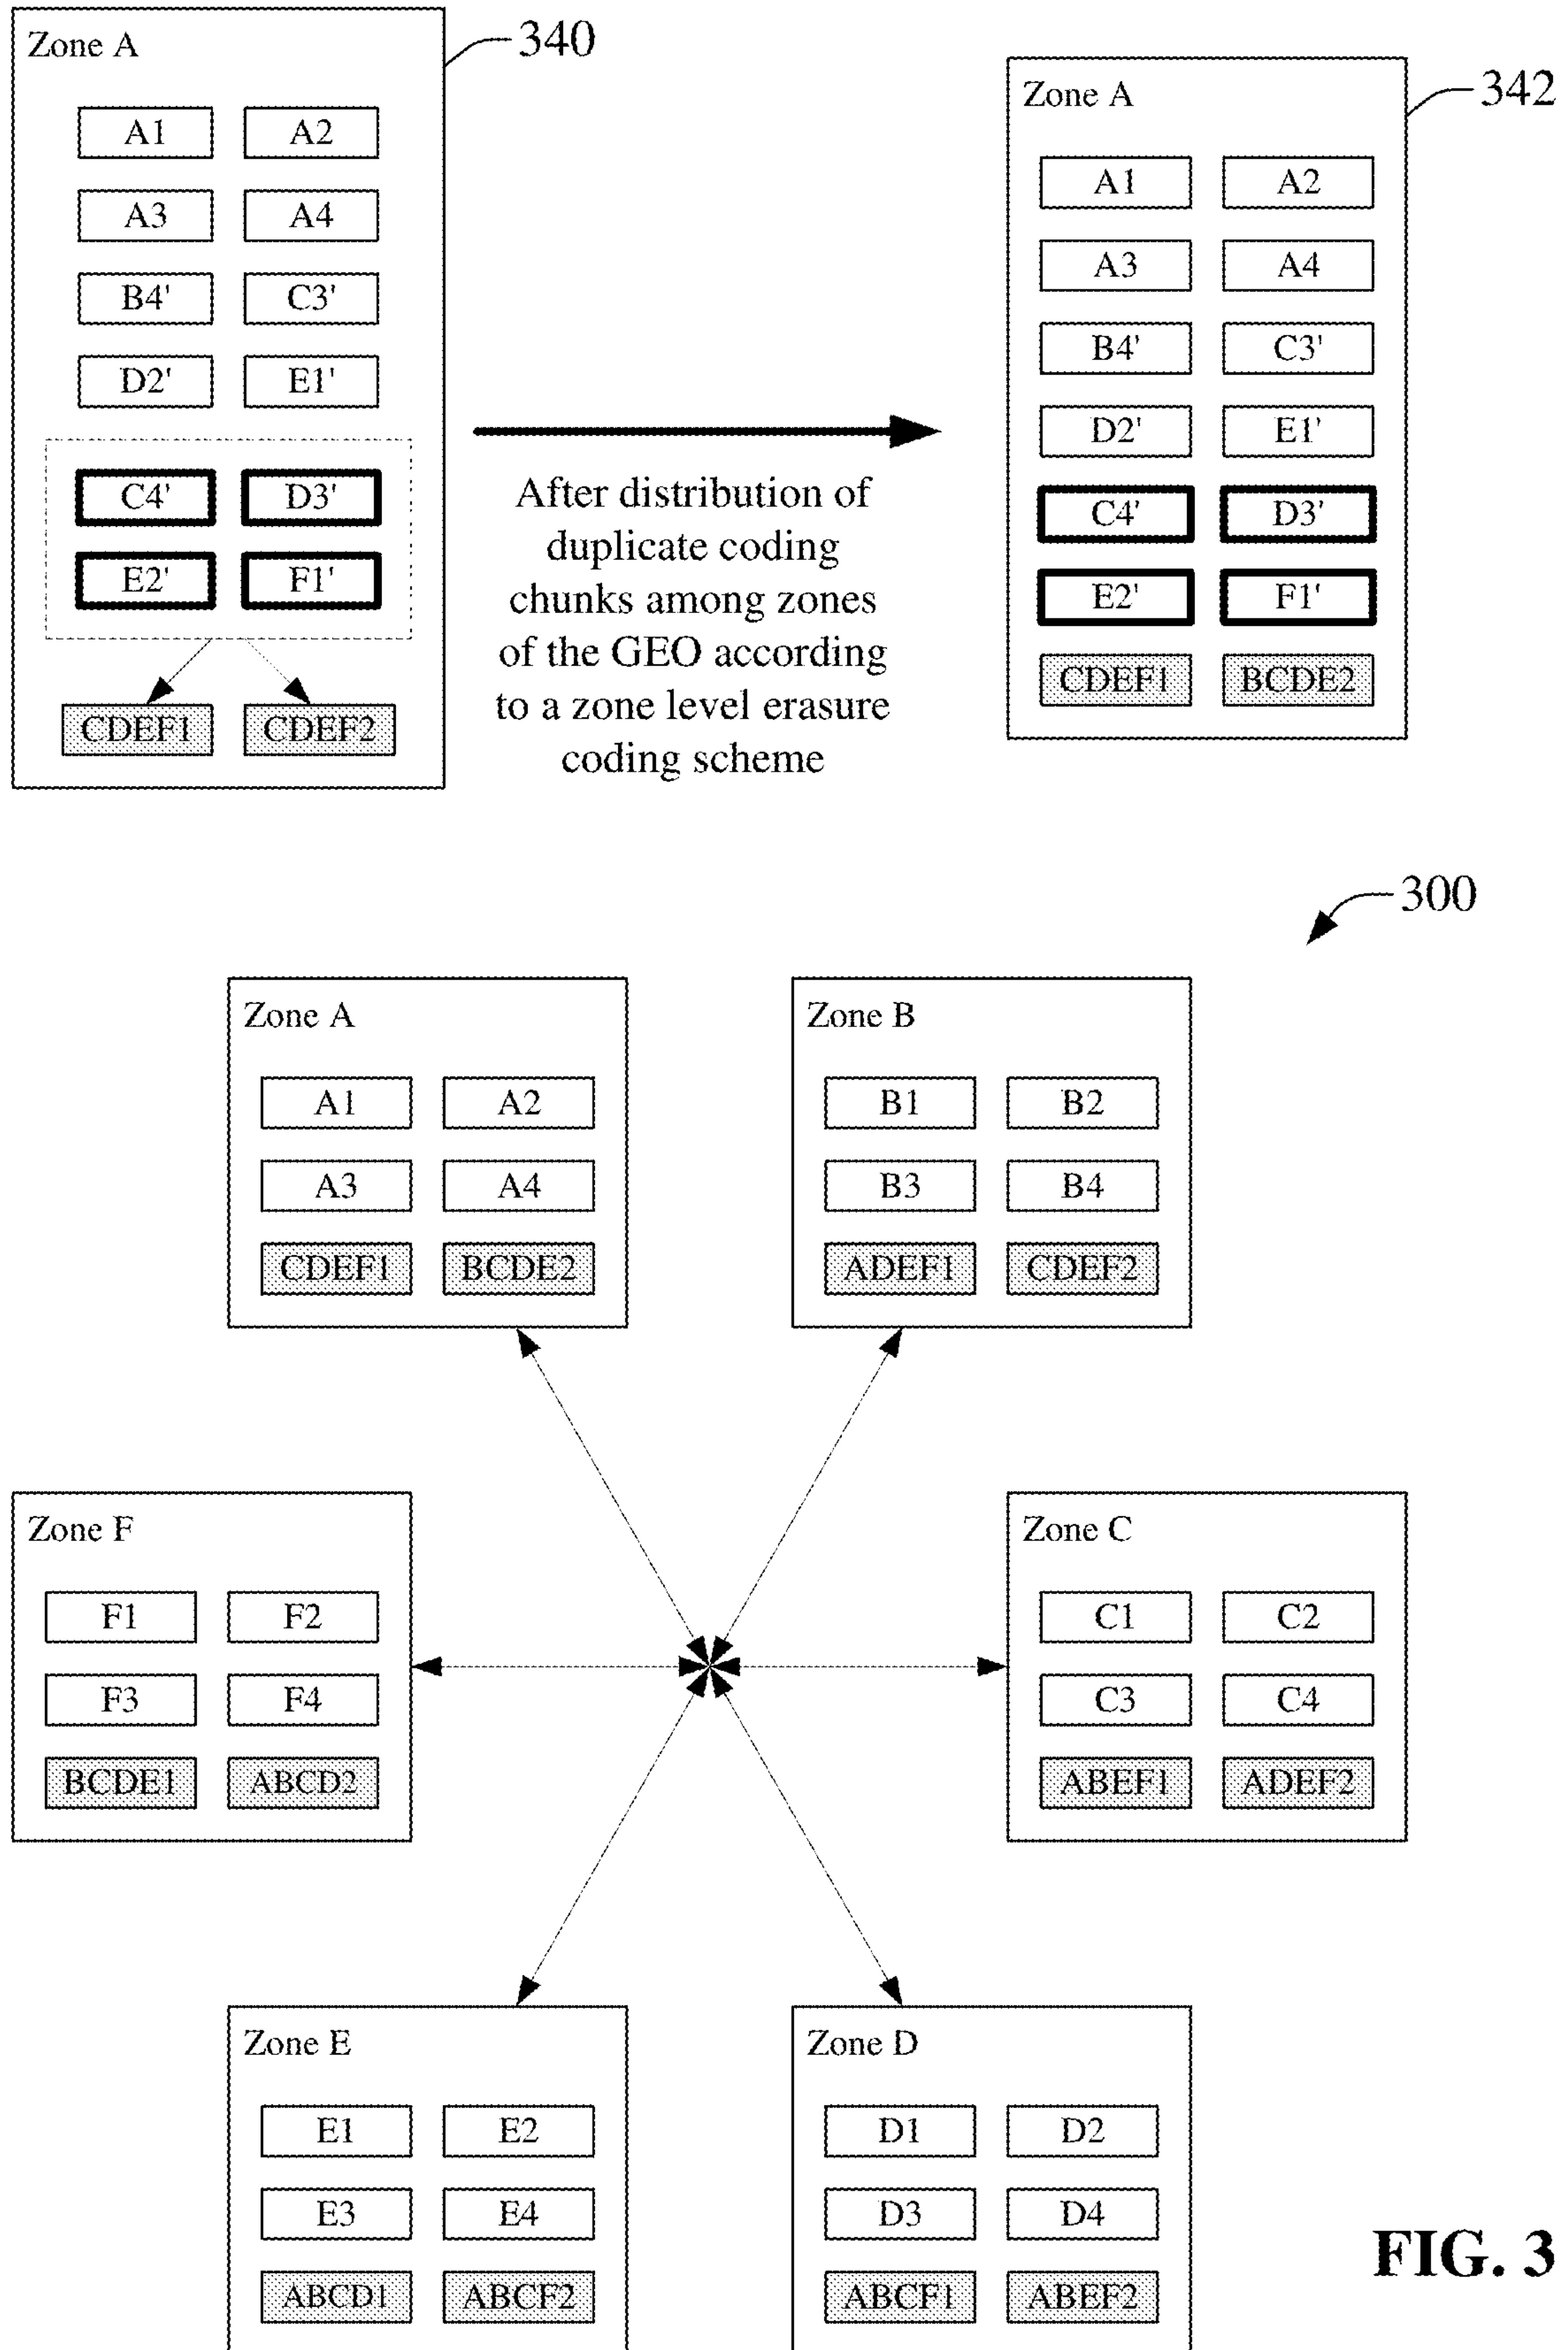 Zone A
340
A1 A2
A3 A4
B4' C3'
D2' E1'
C4' D3'
E2' F1'
CDEF1 CDEF2
After distribution of
duplicate coding
chunks among zones
of the GEO according
to a zone level erasure
coding scheme
Zone A
342
A1 A2
A3 A4
B4' C3'
D2' E1'
C4' D3'
E2' F1'
CDEF1 BCDE2
300
Zone A
A1 A2
A3 A4
CDEF1 BCDE2
Zone B
B1 B2
B3 B4
ADEF1 CDEF2
Zone F
F1 F2
F3 F4
BCDE1 ABCD2
Zone C
C1 C2
C3 C4
ABEF1 ADEF2
Zone E
E1 E2
E3 E4
ABCD1 ABCF2
Zone D
D1 D2
D3 D4
ABCF1 ABEF2
FIG. 3